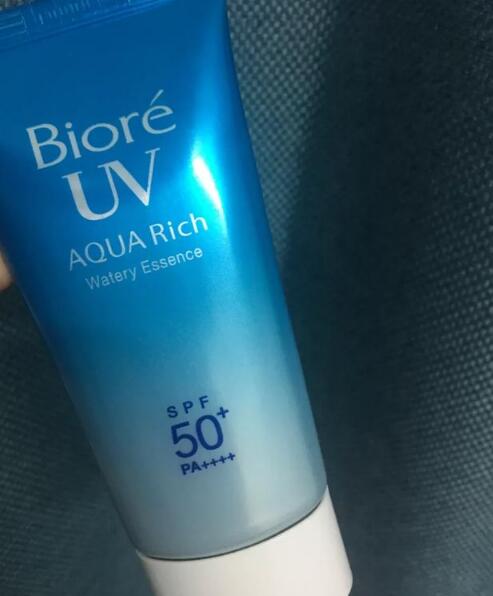 Bioré
UV
AQUA Rich
Watery Essence
SPF
50+
PA++++